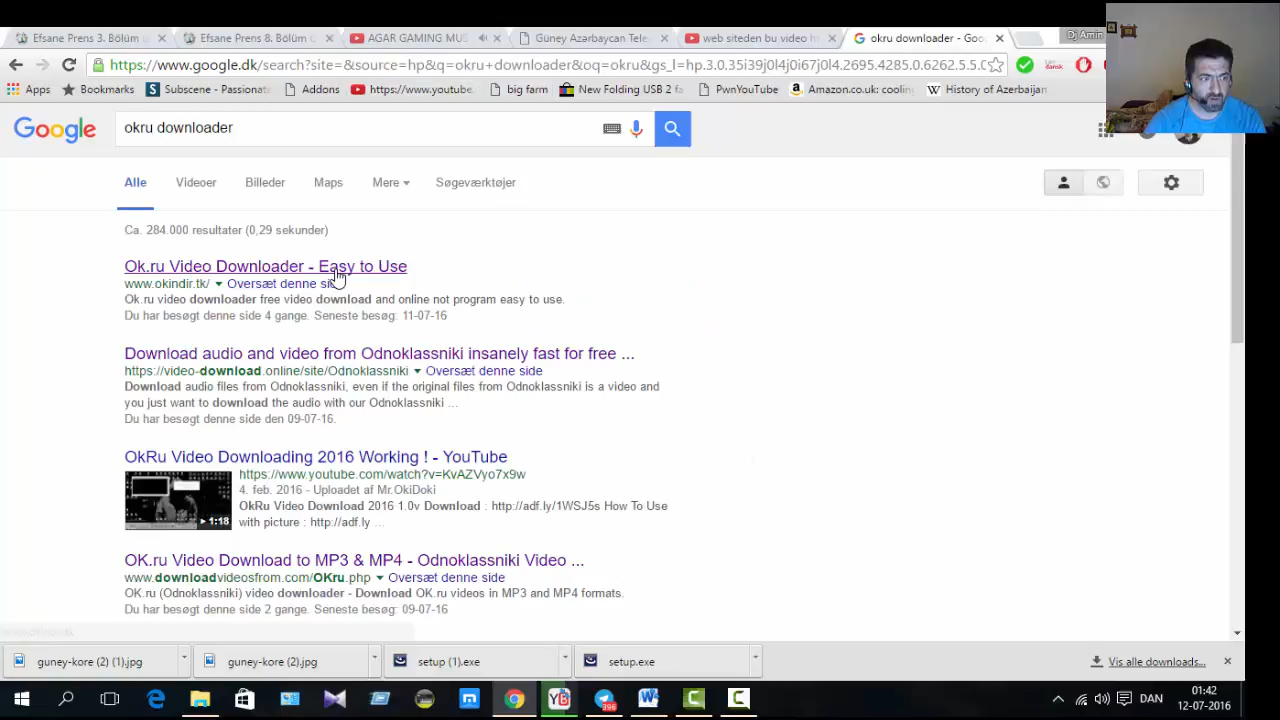 Efsane Prens 3. Bölüm
Efsane Prens 8. Bölüm
AGAR GAMING MUS
Güney Azərbaycan Tele
web siteden bu video h
okru downloader - Goo
Dj Amin
https://www.google.dk/search?site=&source=hp&q=okru+downloader&oq=okru&gs_l=hp.3.0.35i39j0l4j0i67j0l4.2695.4285.0.6262.5.5.0
Apps
Bookmarks
Subscene - Passionat
Addons
https://www.youtube.
big farm
New Folding USB 2 f
PwnYouTube
Amazon.co.uk: cooling
History of Azerbaijan
Google
okru downloader
Alle
Videoer
Billeder
Maps
Mere
Søgeværktøjer
Ca. 284.000 resultater (0,29 sekunder)
Ok.ru Video Downloader - Easy to Use
www.okindir.tk/ Oversæt denne si
Ok.ru video downloader free video download and online not program easy to use.
Du har besøgt denne side 4 gange. Seneste besøg: 11-07-16
Download audio and video from Odnoklassniki insanely fast for free ...
https://video-download.online/site/Odnoklassniki Oversæt denne side
Download audio files from Odnoklassniki, even if the original files from Odnoklassniki is a video and
you just want to download the audio with our Odnoklassniki ...
Du har besøgt denne side den 09-07-16.
OkRu Video Downloading 2016 Working ! - YouTube
https://www.youtube.com/watch?v=KvAZVyo7x9w
4. feb. 2016 - Uploadet af Mr.OkiDoki
OkRu Video Download 2016 1.0v Download : http://adf.ly/1WSJ5s How To Use
with picture : http://adf.ly ...
1:18
OK.ru Video Download to MP3 & MP4 - Odnoklassniki Video ...
www.downloadvideosfrom.com/OKru.php Oversæt denne side
OK.ru (Odnoklassniki) video downloader - Download OK.ru videos in MP3 and MP4 formats.
Du har besøgt denne side 2 gange. Seneste besøg: 09-07-16
guney-kore (2) (1).jpg
guney-kore (2).jpg
setup (1).exe
setup.exe
Vis alle downloads...
396
DAN
01:42
12-07-2016